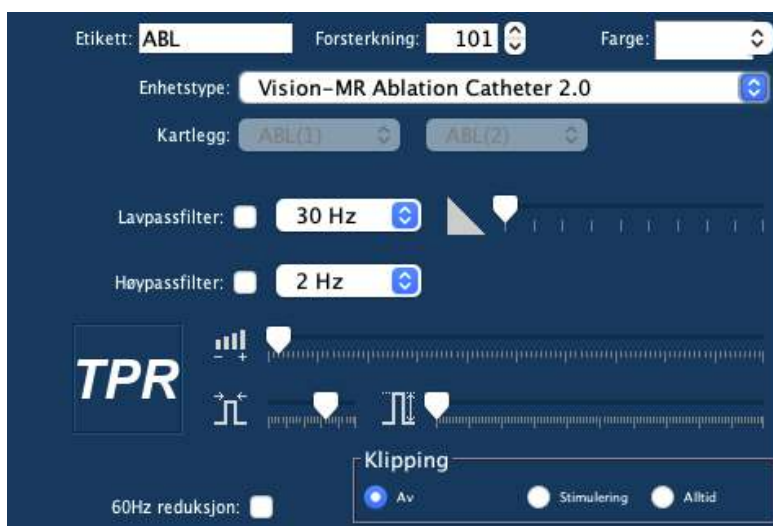 Etikett: ABL Forsterkning: 101 Farge:
Enhetstype: Vision-MR Ablation Catheter 2.0
Kartlegg: ABL(1) ABL(2)
Lavpassfilter: 30 Hz
Høypassfilter: 2 Hz
TPR
- +
Klipping
60Hz reduksjon: Av Stimulering Alltid